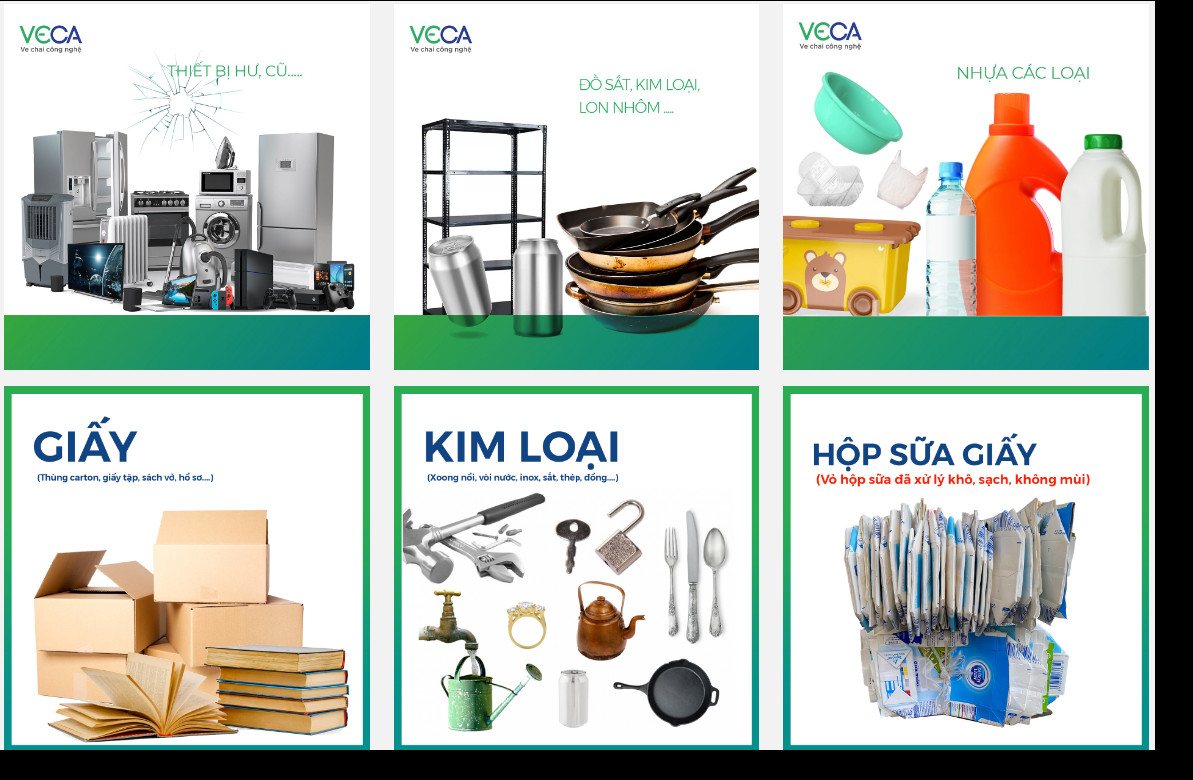 VECA
Ve chai công nghệ
THIẾT BỊ HƯ, CŨ.....
VECA
Ve chai công nghệ
ĐỒ SẮT, KIM LOẠI,
LON NHÔM .....
VECA
Ve chai công nghệ
NHỰA CÁC LOẠI
GIẤY
(Thùng carton, giấy tập, sách vở, hồ sơ....)
KIM LOẠI
(Xoong nồi, vòi nước, inox, sắt, thép, đồng....)
HỘP SỮA GIẤY
(Vỏ hộp sữa đã xử lý khô, sạch, không mùi)